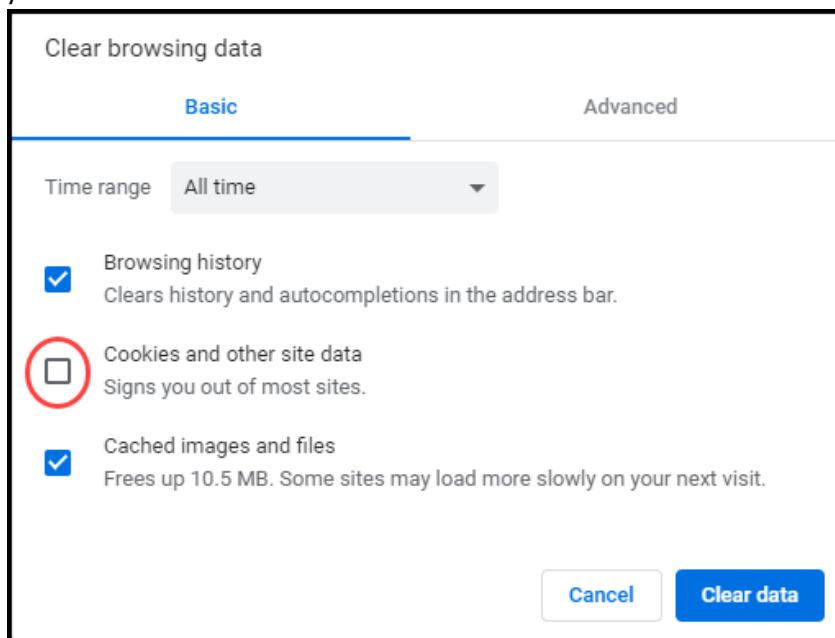 Clear browsing data
Basic Advanced
Time range All time
Browsing history
Clears history and autocompletions in the address bar.
Cookies and other site data
Signs you out of most sites.
Cached images and files
Frees up 10.5 MB. Some sites may load more slowly on your next visit.
Cancel Clear data